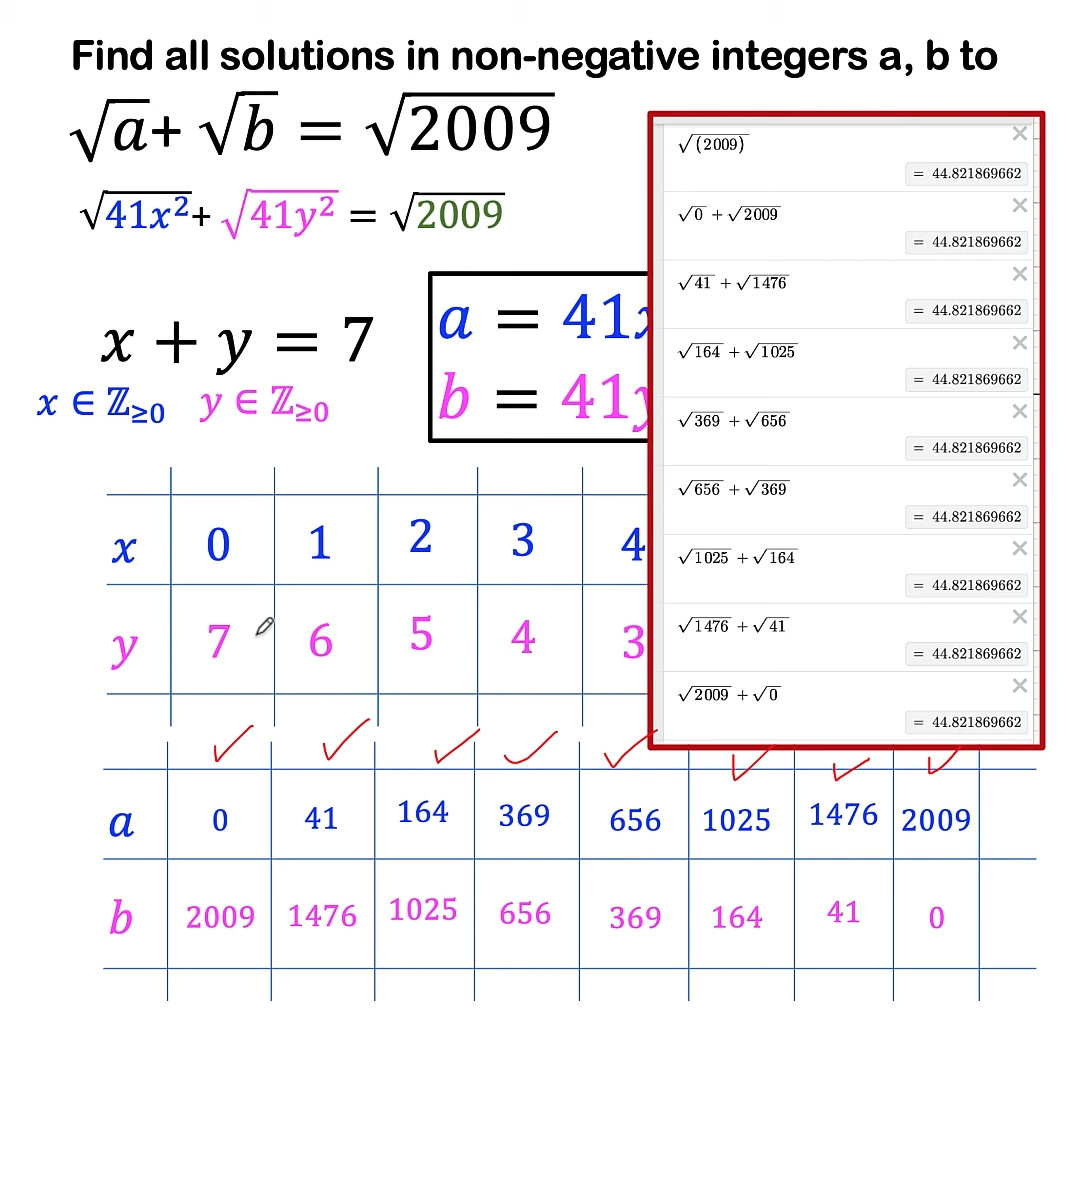 Find all solutions in non-negative integers a, b to
√a + √b = √2009
√41x² + √41y² = √2009
x + y = 7
x ∈ ℤ≥0 y ∈ ℤ≥0
a = 41
b = 41
√(2009)
= 44.821869662
√0 + √2009
= 44.821869662
√41 + √1476
= 44.821869662
√164 + √1025
= 44.821869662
√369 + √656
= 44.821869662
√656 + √369
= 44.821869662
√1025 + √164
= 44.821869662
√1476 + √41
= 44.821869662
√2009 + √0
= 44.821869662
x 0 1 2 3 4
y 7 6 5 4 3
a 0 41 164 369 656 1025 1476 2009
b 2009 1476 1025 656 369 164 41 0